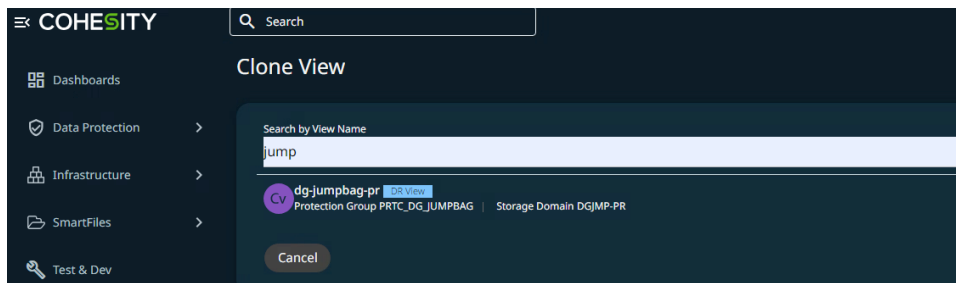 COHESITY
Search
Clone View
Dashboards
Data Protection
Search by View Name
jump
Infrastructure
dg-jumpbag-pr DR View
Cv
Protection Group PRTC_DG_JUMPBAG | Storage Domain DGJMP-PR
SmartFiles
Cancel
Test & Dev